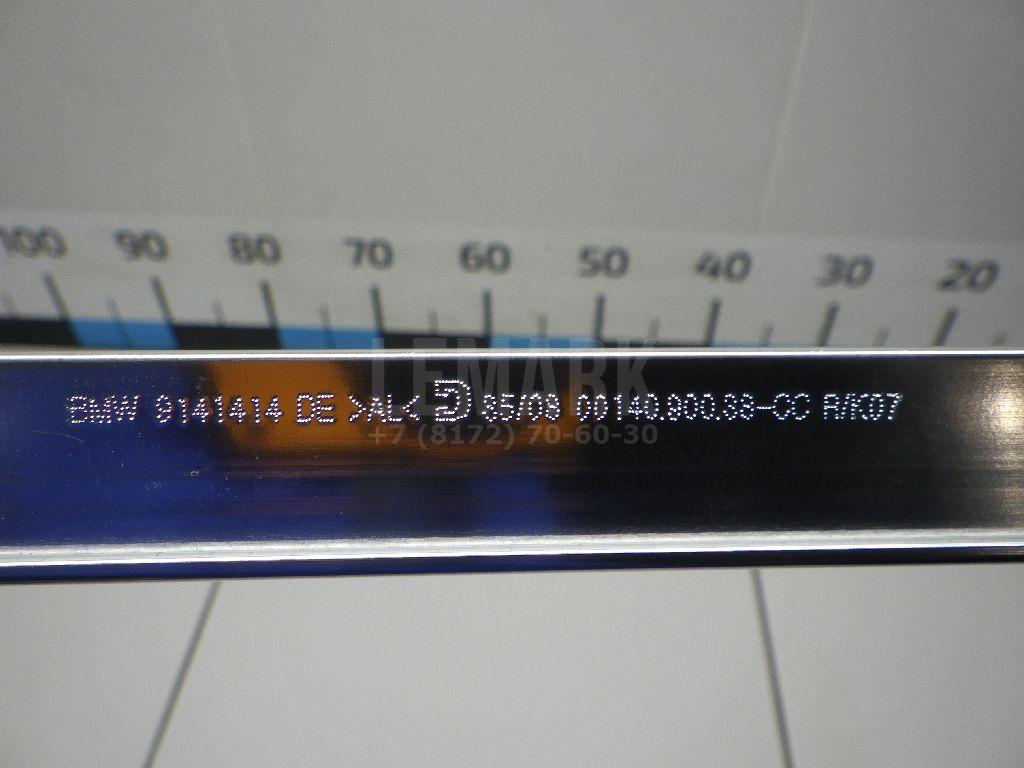 100 90 80 70 60 50 40 30 20
LEMARK
BMW 9141414 DE >AL< D 35/08 00140.900.38-CC A/K07
+7 (8172) 70-60-30